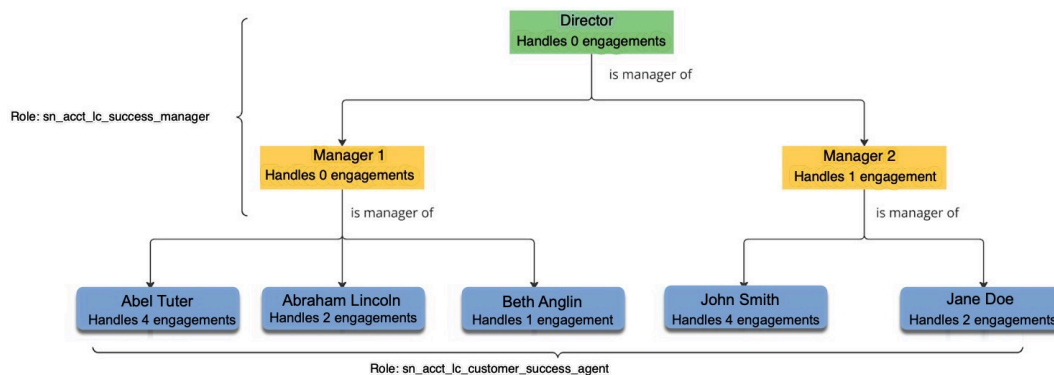 Director
Handles 0 engagements
is manager of
Role: sn_acct_lc_success_manager
Manager 1
Handles 0 engagements
Manager 2
Handles 1 engagement
is manager of
is manager of
Abel Tuter
Handles 4 engagements
Abraham Lincoln
Handles 2 engagements
Beth Anglin
Handles 1 engagement
John Smith
Handles 4 engagements
Jane Doe
Handles 2 engagements
Role: sn_acct_lc_customer_success_agent